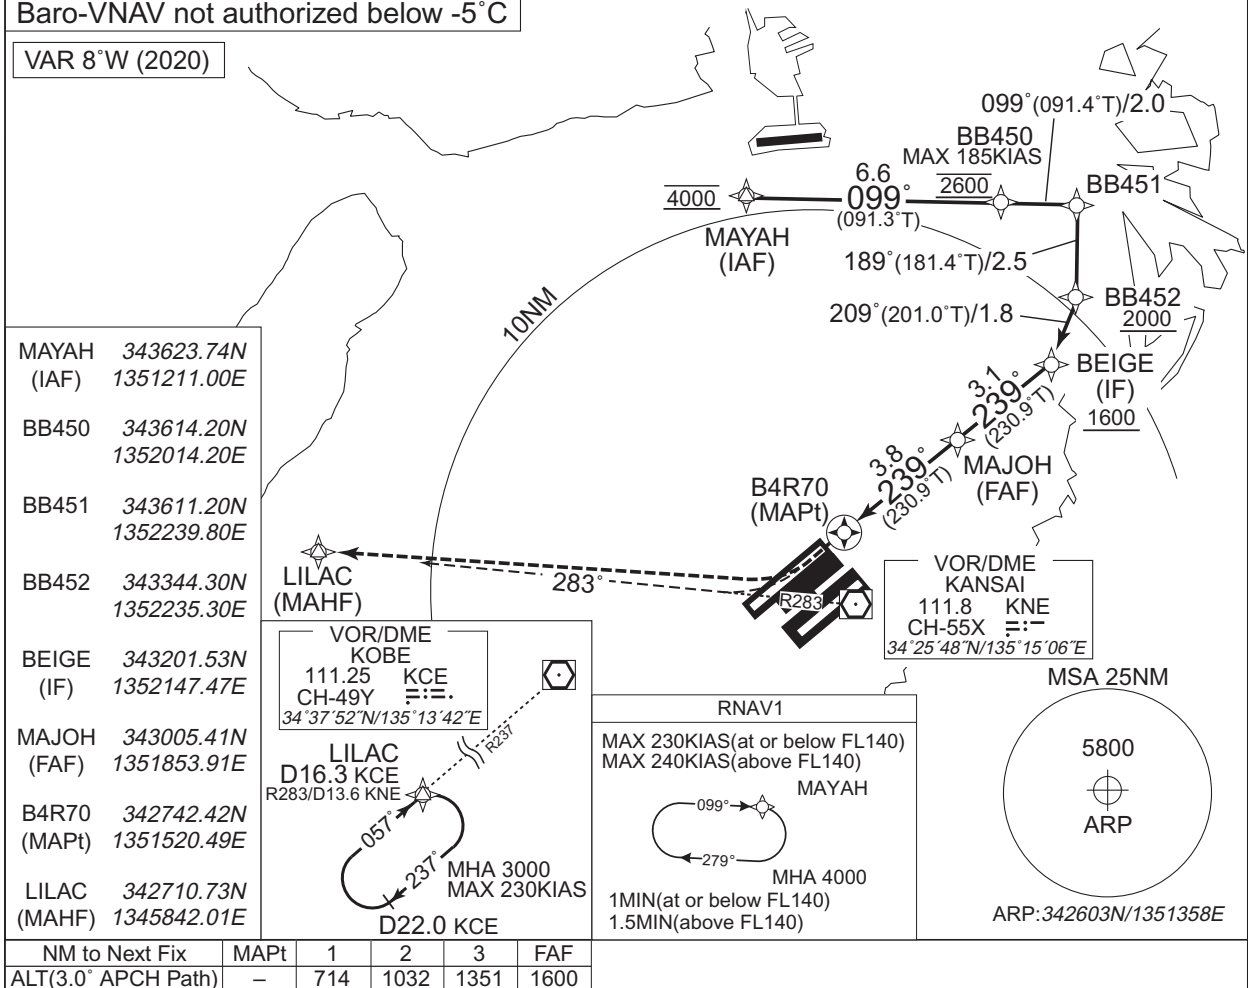 Baro-VNAV not authorized below -5˚C
VAR 8˚W (2020)
099˚(091.4˚T)/2.0
BB450
MAX 185KIAS
2600
BB451
6.6
099˚
(091.3˚T)
4000
MAYAH
(IAF)
189˚(181.4˚T)/2.5
BB452
2000
209˚(201.0˚T)/1.8
10NM
BEIGE
(IF)
1600
3.1
239˚
(230.9˚T)
MAJOH
(FAF)
3.8
239˚
(230.9˚T)
B4R70
(MAPt)
LILAC
(MAHF)
283˚
R283
VOR/DME
KANSAI
111.8 KNE
CH-55X
34˚25´48˝N/135˚15´06˝E
MAYAH 343623.74N
(IAF) 1351211.00E
BB450 343614.20N
1352014.20E
BB451 343611.20N
1352239.80E
BB452 343344.30N
1352235.30E
BEIGE 343201.53N
(IF) 1352147.47E
MAJOH 343005.41N
(FAF) 1351853.91E
B4R70 342742.42N
(MAPt) 1351520.49E
LILAC 342710.73N
(MAHF) 1345842.01E
VOR/DME
KOBE
111.25 KCE
CH-49Y
34˚37´52˝N/135˚13´42˝E
R237
LILAC
D16.3 KCE
R283/D13.6 KNE
057˚
237˚
MHA 3000
MAX 230KIAS
D22.0 KCE
RNAV1
MAX 230KIAS(at or below FL140)
MAX 240KIAS(above FL140)
MAYAH
099˚
279˚
MHA 4000
1MIN(at or below FL140)
1.5MIN(above FL140)
MSA 25NM
5800
ARP
ARP:342603N/1351358E
NM to Next Fix MAPt 1 2 3 FAF
ALT(3.0˚ APCH Path) – 714 1032 1351 1600